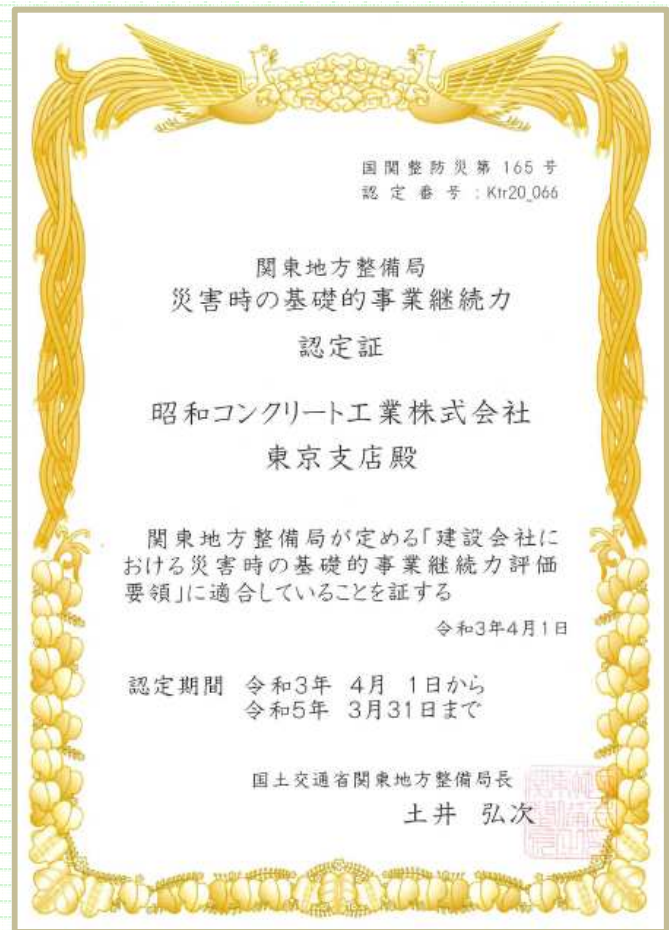 国関整防災第 165 号
認 定 番 号 : Ktr20_066
関東地方整備局
災害時の基礎的事業継続力
認定証
昭和コンクリート工業株式会社
東京支店殿
関東地方整備局が定める「建設会社に
おける災害時の基礎的事業継続力評価
要領」に適合していることを証する
令和3年4月1日
認定期間 令和3年 4月 1日から
令和5年 3月31日まで
国土交通省関東地方整備局長
土井 弘次